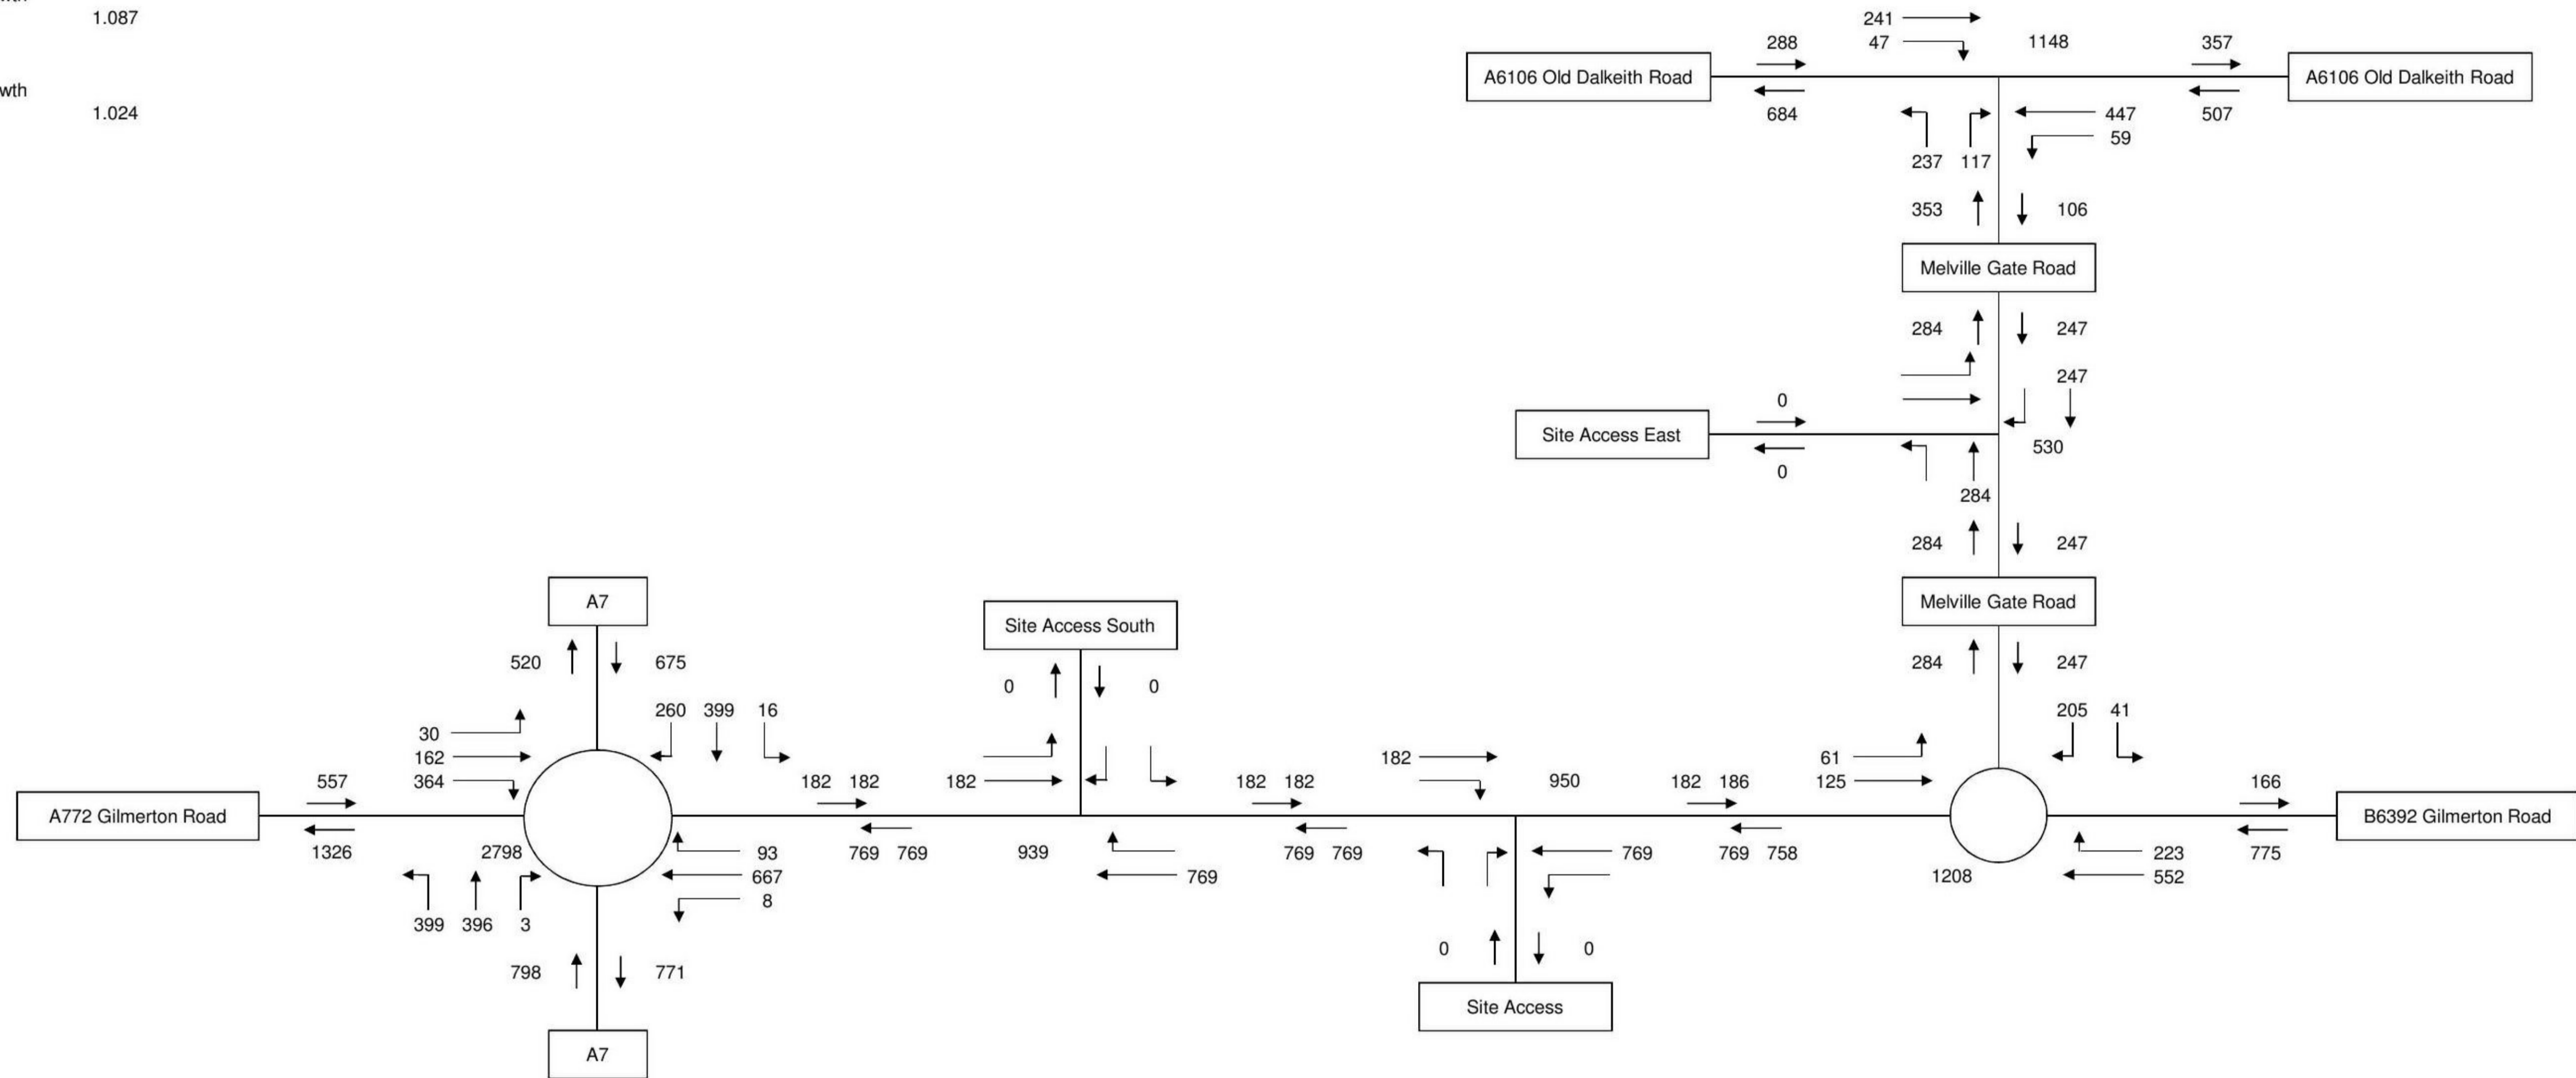 wth
1.087
wth
1.024
241
288 47 1148 357
A6106 Old Dalkeith Road A6106 Old Dalkeith Road
684 447 507
59
237 117
353 106
Melville Gate Road
284 247
247
0
Site Access East
530
0
284
284 247
A7 Melville Gate Road
Site Access South
520 675 284 247
0 0
260 399 16 205 41
30
162 182 61
557 364 182 182 182 182 182 950 182 186 125 166
A772 Gilmerton Road B6392 Gilmerton Road
1326 2798 93 769 769 939 769 769 769 769 758 223 775
667 769 1208 552
8
399 396 3
0 0
798 771
Site Access
A7